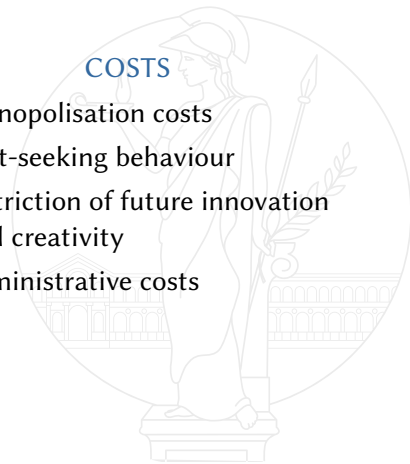 COSTS
nopolisation costs
t-seeking behaviour
triction of future innovation
d creativity
ministrative costs